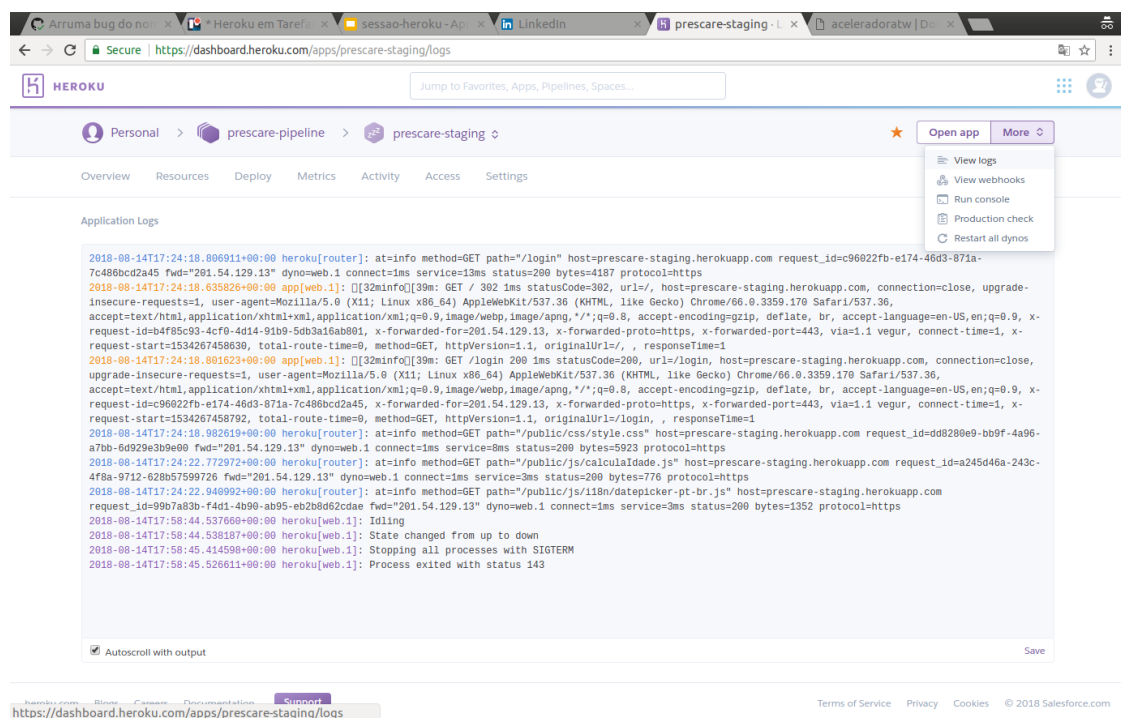 Arruma bug do nor
* Heroku em Tarefa
sessao-heroku - Ap
LinkedIn
prescare-staging · L
aceleradoratw | Do
Secure | https://dashboard.heroku.com/apps/prescare-staging/logs
HEROKU
Jump to Favorites, Apps, Pipelines, Spaces...
Personal > prescare-pipeline > prescare-staging
Open app
More
View logs
View webhooks
Run console
Production check
Restart all dynos
Overview Resources Deploy Metrics Activity Access Settings
Application Logs
2018-08-14T17:24:18.806911+00:00 heroku[router]: at=info method=GET path="/login" host=prescare-staging.herokuapp.com request_id=c96022fb-e174-46d3-871a-
7c486bcd2a45 fwd="201.54.129.13" dyno=web.1 connect=1ms service=13ms status=200 bytes=4187 protocol=https
2018-08-14T17:24:18.635826+00:00 app[web.1]: [32minfo[39m: GET / 302 1ms statusCode=302, url=/, host=prescare-staging.herokuapp.com, connection=close, upgrade-
insecure-requests=1, user-agent=Mozilla/5.0 (X11; Linux x86_64) AppleWebKit/537.36 (KHTML, like Gecko) Chrome/66.0.3359.170 Safari/537.36,
accept=text/html,application/xhtml+xml,application/xml;q=0.9,image/webp,image/apng,*/*;q=0.8, accept-encoding=gzip, deflate, br, accept-language=en-US,en;q=0.9, x-
request-id=b4f85c93-4cf0-4d14-91b9-5db3a16ab801, x-forwarded-for=201.54.129.13, x-forwarded-proto=https, x-forwarded-port=443, via=1.1 vegur, connect-time=1, x-
request-start=1534267458630, total-route-time=0, method=GET, httpVersion=1.1, originalUrl=/, , responseTime=1
2018-08-14T17:24:18.801623+00:00 app[web.1]: [32minfo[39m: GET /login 200 1ms statusCode=200, url=/login, host=prescare-staging.herokuapp.com, connection=close,
upgrade-insecure-requests=1, user-agent=Mozilla/5.0 (X11; Linux x86_64) AppleWebKit/537.36 (KHTML, like Gecko) Chrome/66.0.3359.170 Safari/537.36,
accept=text/html,application/xhtml+xml,application/xml;q=0.9,image/webp,image/apng,*/*;q=0.8, accept-encoding=gzip, deflate, br, accept-language=en-US,en;q=0.9, x-
request-id=c96022fb-e174-46d3-871a-7c486bcd2a45, x-forwarded-for=201.54.129.13, x-forwarded-proto=https, x-forwarded-port=443, via=1.1 vegur, connect-time=1, x-
request-start=1534267458792, total-route-time=0, method=GET, httpVersion=1.1, originalUrl=/login, , responseTime=1
2018-08-14T17:24:18.982619+00:00 heroku[router]: at=info method=GET path="/public/css/style.css" host=prescare-staging.herokuapp.com request_id=dd8280e9-bb9f-4a96-
a7bb-6d929e3b9e00 fwd="201.54.129.13" dyno=web.1 connect=1ms service=8ms status=200 bytes=5923 protocol=https
2018-08-14T17:24:22.772972+00:00 heroku[router]: at=info method=GET path="/public/js/calculaIdade.js" host=prescare-staging.herokuapp.com request_id=a245d46a-243c-
4f8a-9712-628b57599726 fwd="201.54.129.13" dyno=web.1 connect=1ms service=3ms status=200 bytes=776 protocol=https
2018-08-14T17:24:22.940992+00:00 heroku[router]: at=info method=GET path="/public/js/i18n/datepicker-pt-br.js" host=prescare-staging.herokuapp.com
request_id=99b7a83b-f4d1-4b90-ab95-eb2b8d62cdae fwd="201.54.129.13" dyno=web.1 connect=1ms service=3ms status=200 bytes=1352 protocol=https
2018-08-14T17:58:44.537660+00:00 heroku[web.1]: Idling
2018-08-14T17:58:44.538187+00:00 heroku[web.1]: State changed from up to down
2018-08-14T17:58:45.414598+00:00 heroku[web.1]: Stopping all processes with SIGTERM
2018-08-14T17:58:45.526611+00:00 heroku[web.1]: Process exited with status 143
Autoscroll with output
Save
heroku.com Blogs Careers Documentation Support
Terms of Service Privacy Cookies © 2018 Salesforce.com
https://dashboard.heroku.com/apps/prescare-staging/logs